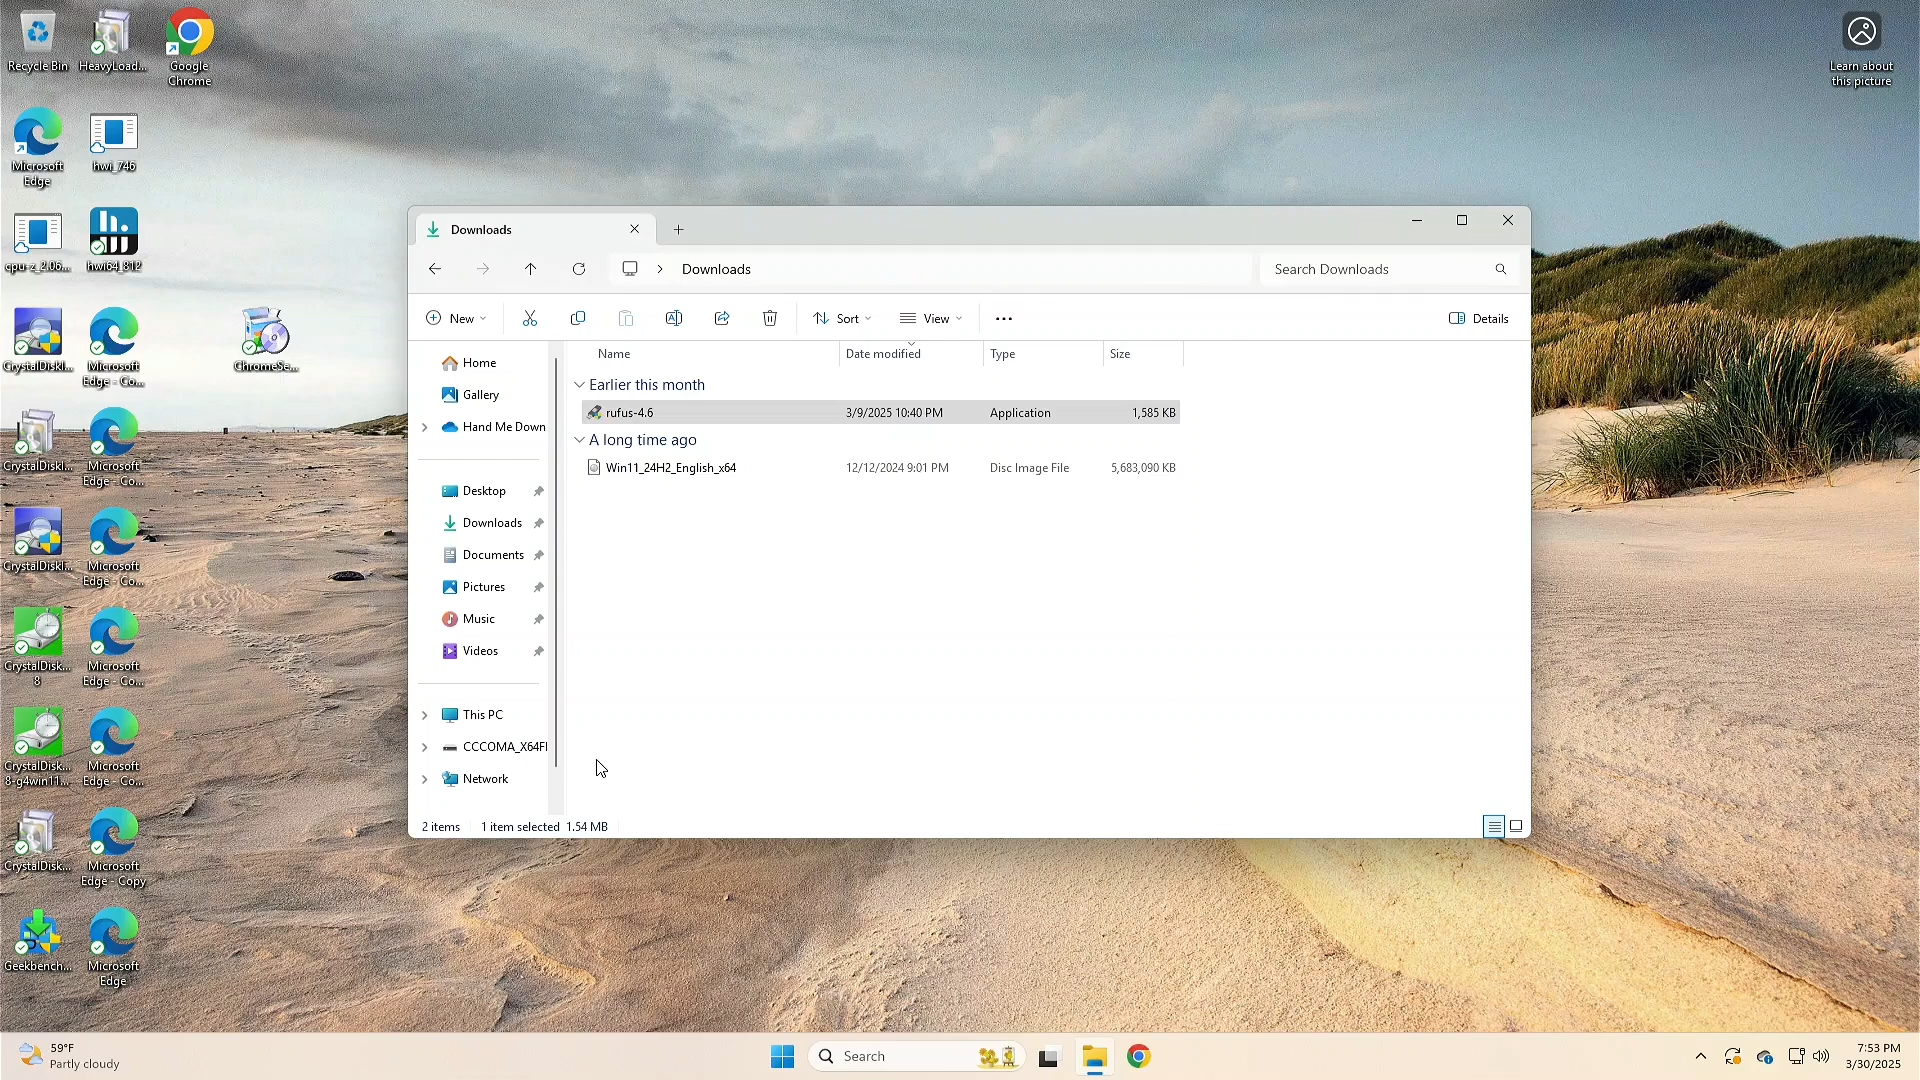 Recycle Bin
HeavyLoad...
Google
Chrome
Learn about
this picture
Microsoft
Edge
hwi_746
cpu-z_2.06...
hwi64_812
CrystalDiskI...
Microsoft
Edge - Co...
ChromeSe...
CrystalDiskI...
Microsoft
Edge - Co...
CrystalDiskI...
Microsoft
Edge - Co...
CrystalDisk...
8
Microsoft
Edge - Co...
CrystalDisk...
8-g4win11...
Microsoft
Edge - Co...
CrystalDisk...
Microsoft
Edge - Copy
Geekbench...
Microsoft
Edge
Downloads
Downloads
Search Downloads
New
Sort
View
Details
Home
Gallery
Hand Me Down
Desktop
Downloads
Documents
Pictures
Music
Videos
This PC
CCCOMA_X64F
Network
Name Date modified Type Size
Earlier this month
rufus-4.6 3/9/2025 10:40 PM Application 1,585 KB
A long time ago
Win11_24H2_English_x64 12/12/2024 9:01 PM Disc Image File 5,683,090 KB
2 items 1 item selected 1.54 MB
59°F
Partly cloudy
Search
7:53 PM
3/30/2025